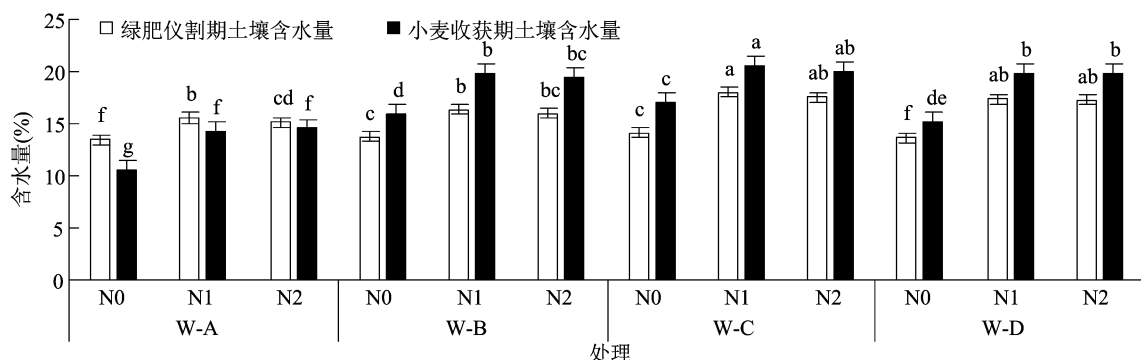 25
□绿肥仪割期土壤含水量 ■小麦收获期土壤含水量
20
15
10
5
0
含水量(%)
f g b f cd f c d b b bc bc c c a a ab ab f de ab b ab b
N0 N1 N2 N0 N1 N2 N0 N1 N2 N0 N1 N2
W-A W-B W-C W-D
处理